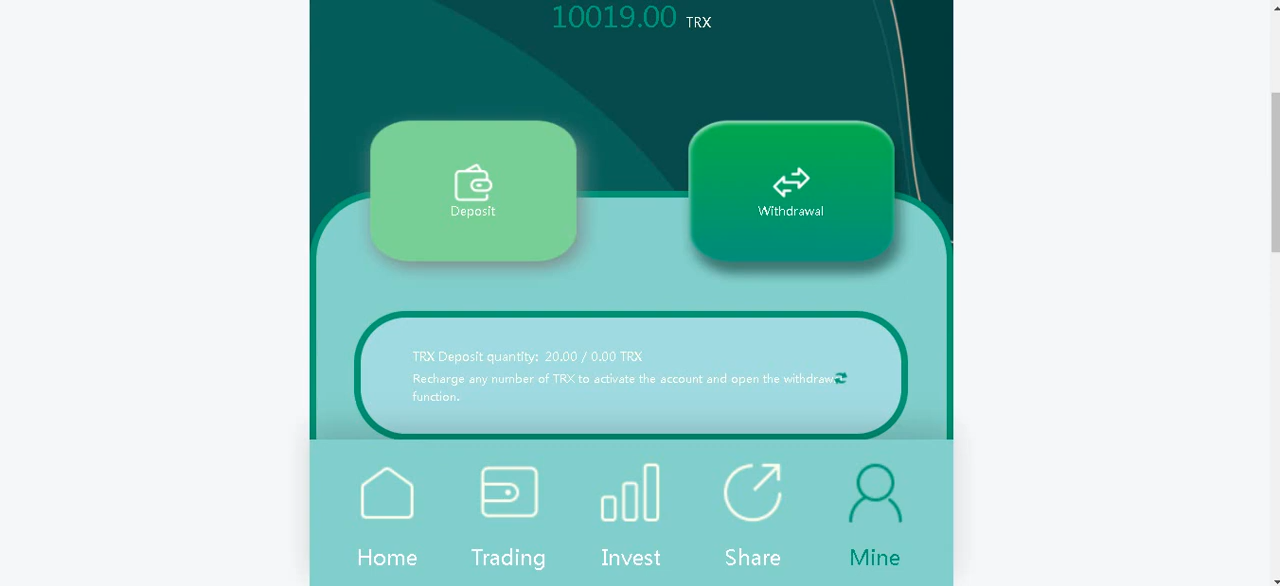 10019.00 TRX
Deposit
Withdrawal
TRX Deposit quantity: 20.00 / 0.00 TRX
Recharge any number of TRX to activate the account and open the withdraw
function.
Home
Trading
Invest
Share
Mine